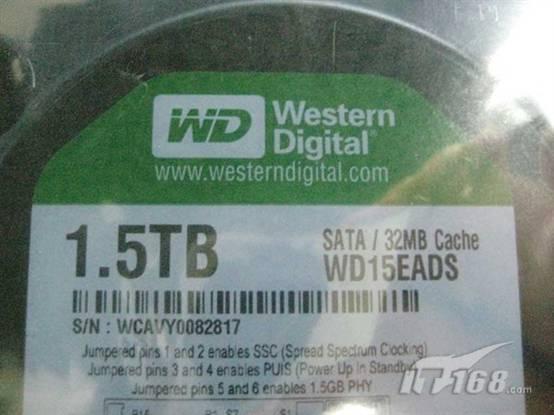 WD Western
Digital®
www.westerndigital.com
1.5TB
SATA / 32MB Cache
WD15EADS
S/N : WCAVY0082817
Jumpered pins 1 and 2 enables SSC (Spread Spectrum Clocking)
Jumpered pins 3 and 4 enables PUIS (Power Up In Standby)
Jumpered pins 5 and 6 enables 1.5GB PHY
IT168.com